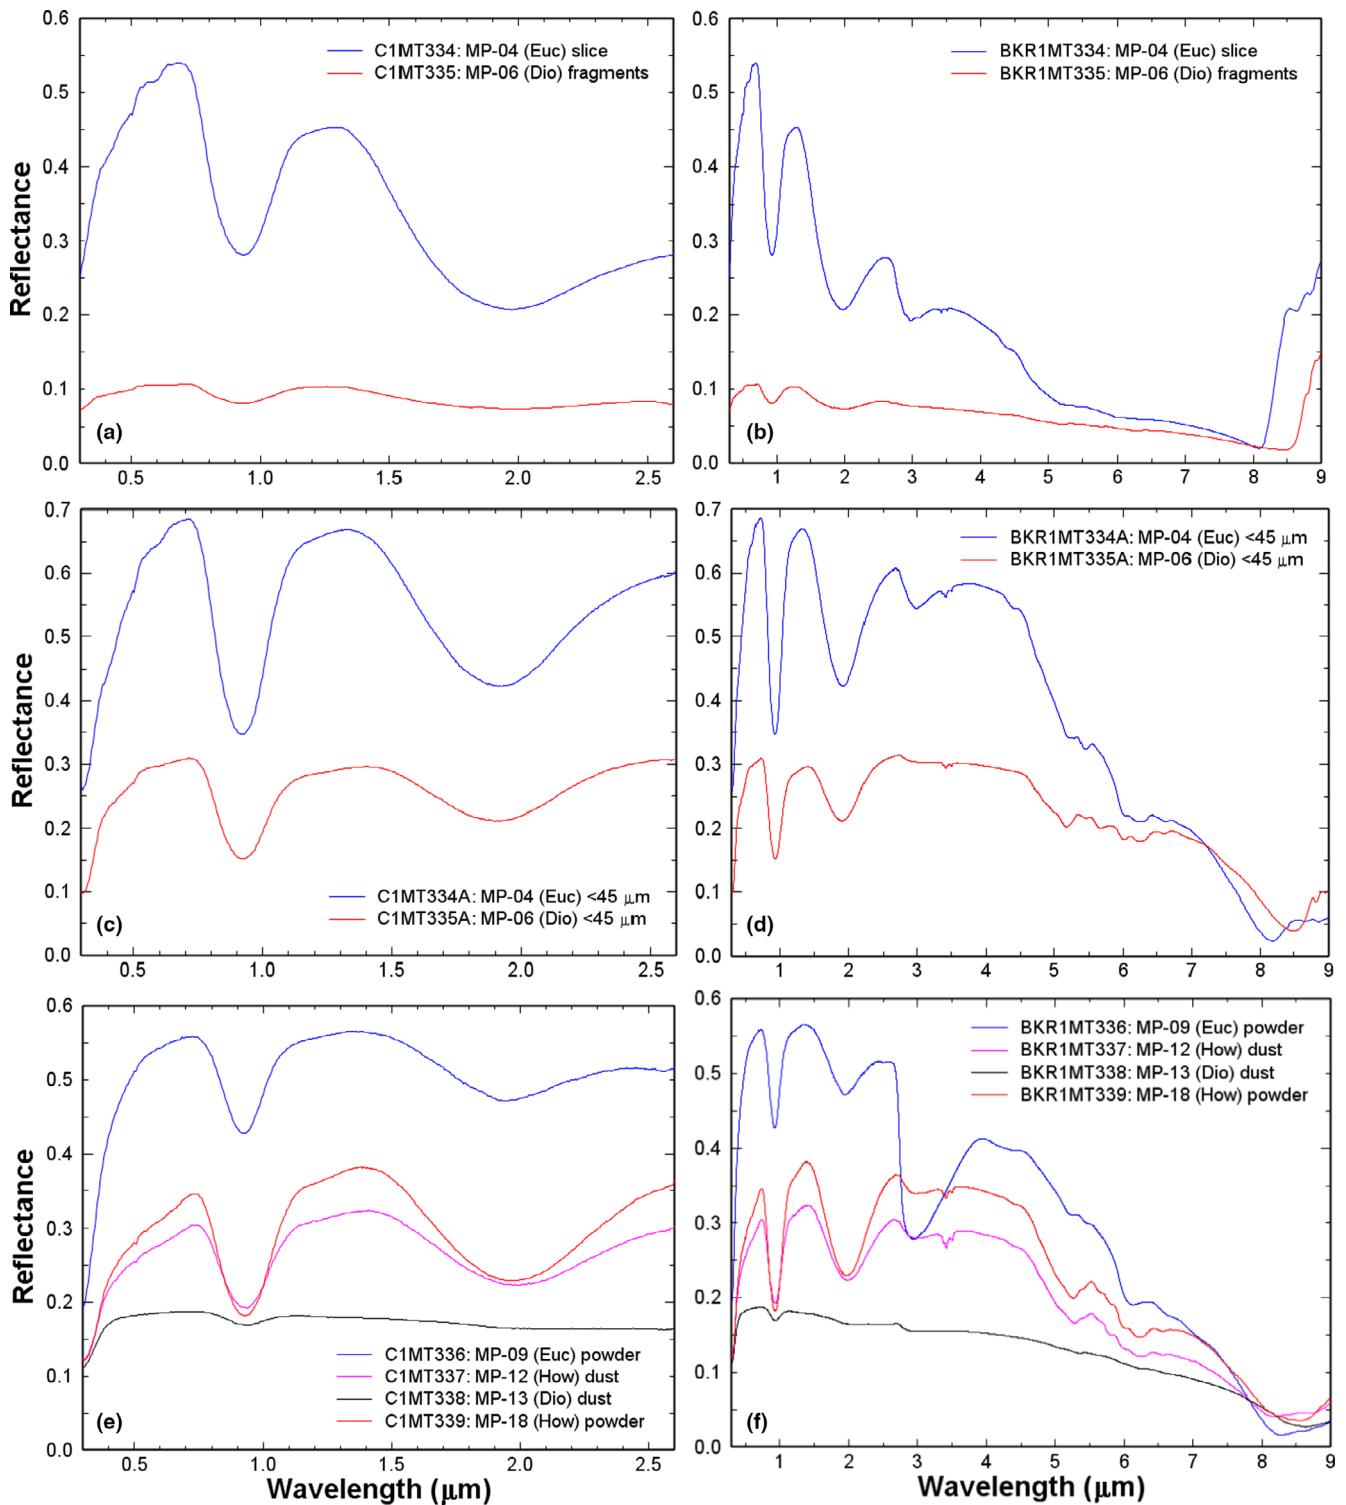 0.6
0.5
0.4
0.3
0.2
0.1
0.0
Reflectance
C1MT334: MP-04 (Euc) slice
C1MT335: MP-06 (Dio) fragments
(a)
0.5 1.0 1.5 2.0 2.5
0.6
0.5
0.4
0.3
0.2
0.1
0.0
BKR1MT334: MP-04 (Euc) slice
BKR1MT335: MP-06 (Dio) fragments
(b)
1 2 3 4 5 6 7 8 9
0.7
0.6
0.5
0.4
0.3
0.2
0.1
0.0
Reflectance
C1MT334A: MP-04 (Euc) <45 μm
C1MT335A: MP-06 (Dio) <45 μm
(c)
0.5 1.0 1.5 2.0 2.5
0.7
0.6
0.5
0.4
0.3
0.2
0.1
0.0
BKR1MT334A: MP-04 (Euc) <45 μm
BKR1MT335A: MP-06 (Dio) <45 μm
(d)
1 2 3 4 5 6 7 8 9
0.6
0.5
0.4
0.3
0.2
0.1
0.0
Reflectance
C1MT336: MP-09 (Euc) powder
C1MT337: MP-12 (How) dust
C1MT338: MP-13 (Dio) dust
C1MT339: MP-18 (How) powder
(e)
0.5 1.0 1.5 2.0 2.5
Wavelength (μm)
0.6
0.5
0.4
0.3
0.2
0.1
0.0
BKR1MT336: MP-09 (Euc) powder
BKR1MT337: MP-12 (How) dust
BKR1MT338: MP-13 (Dio) dust
BKR1MT339: MP-18 (How) powder
(f)
1 2 3 4 5 6 7 8 9
Wavelength (μm)